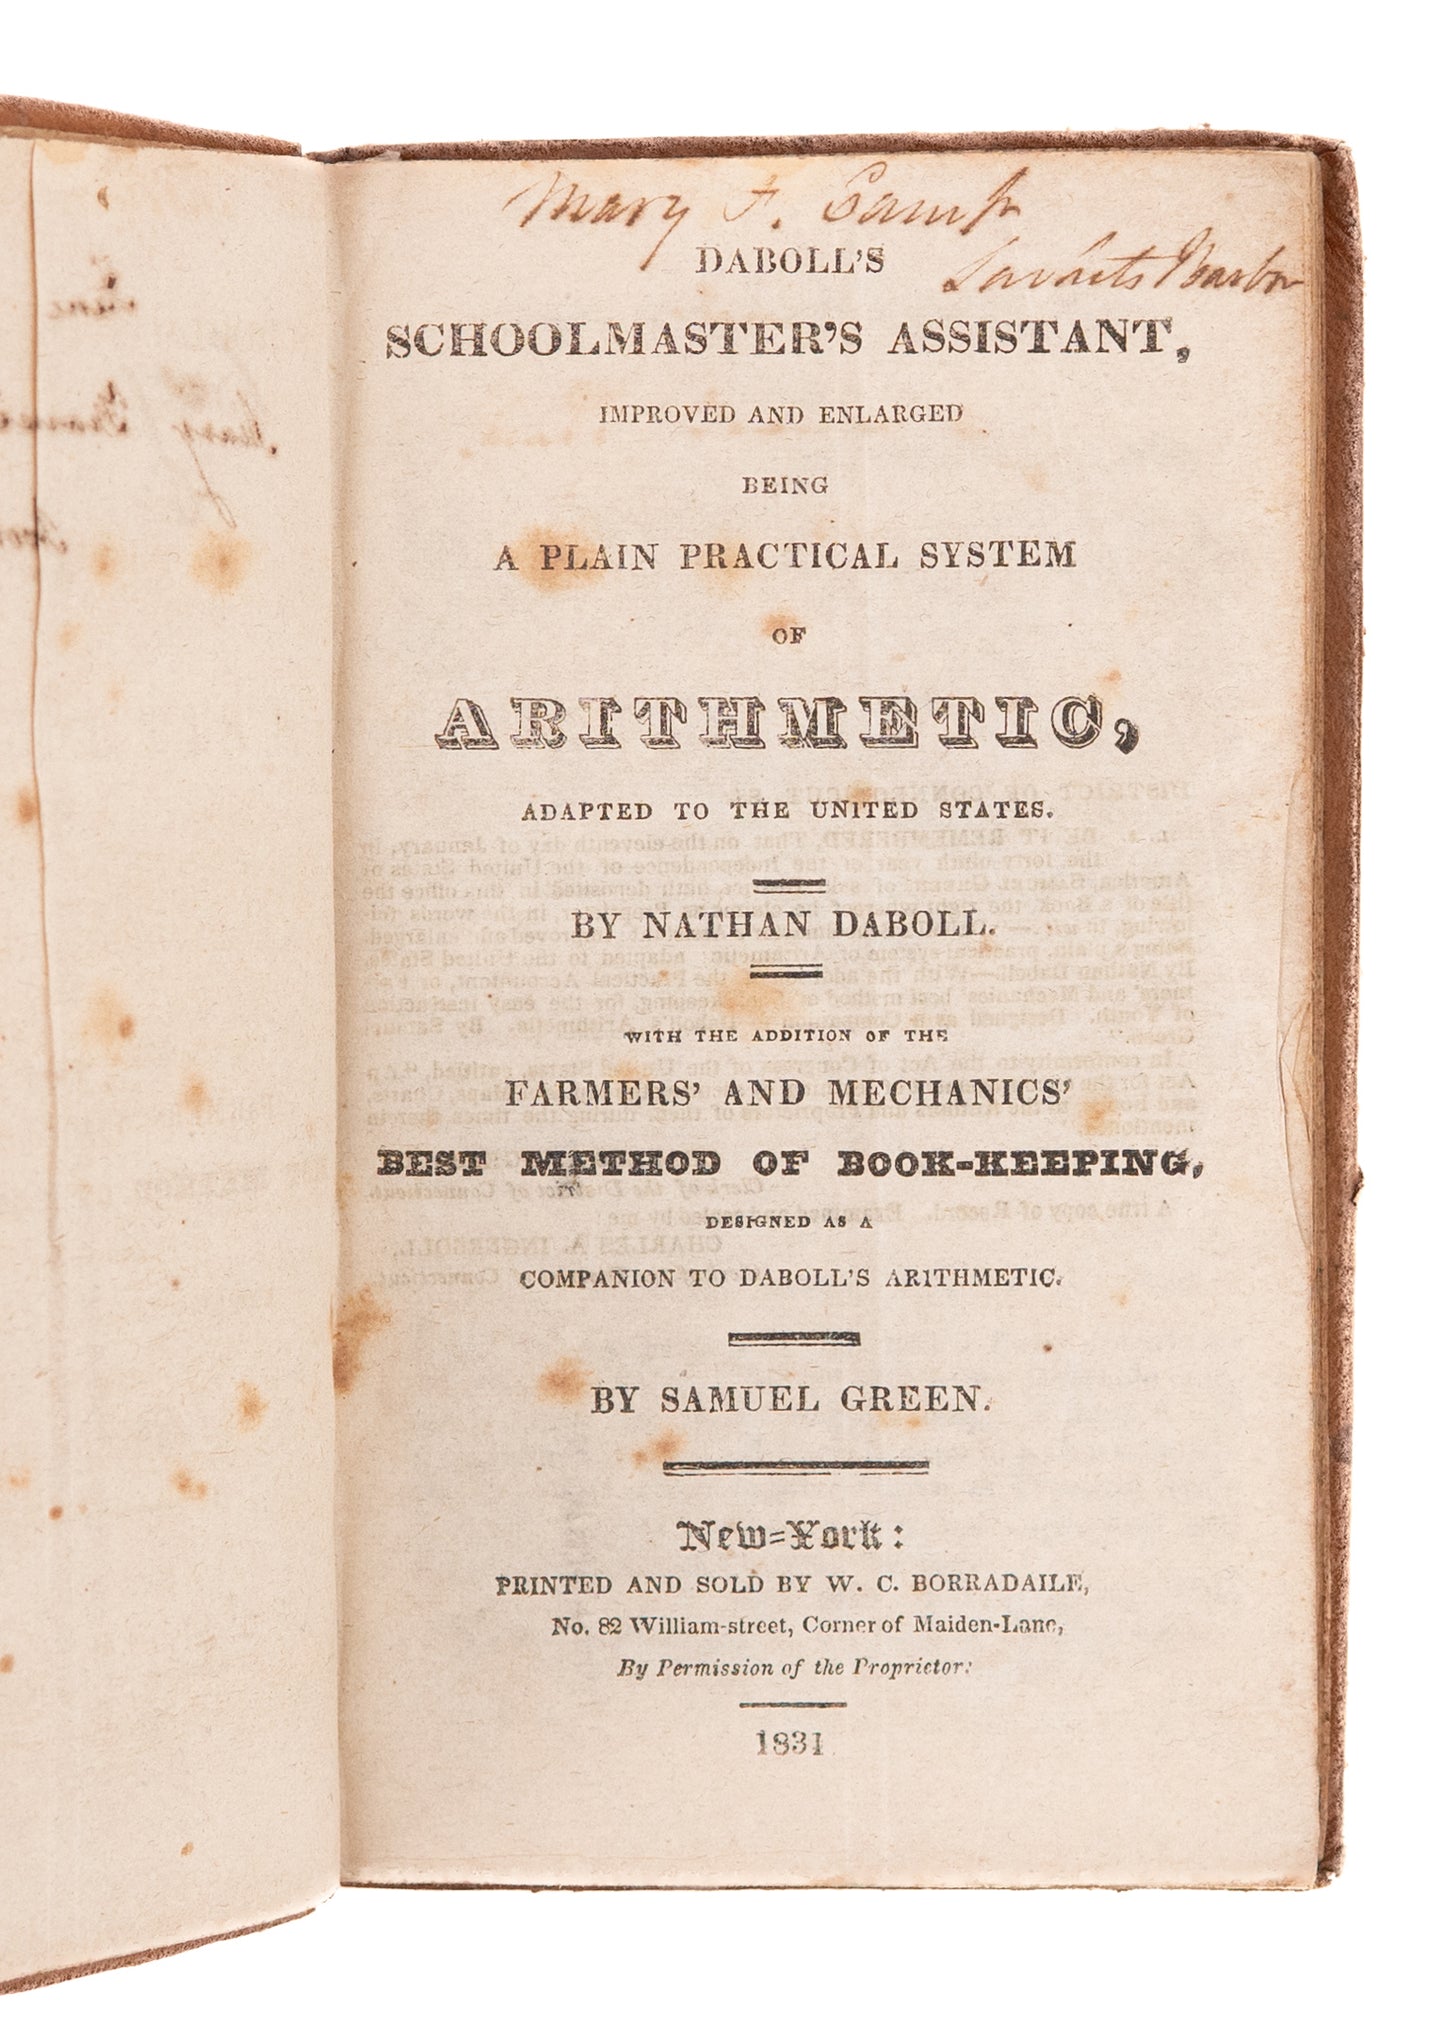 Mary F. Camp
DABOLL'S
SCHOOLMASTER'S ASSISTANT,
IMPROVED AND ENLARGED
BEING
A PLAIN PRACTICAL SYSTEM
OF
ARITHMETIC,
ADAPTED TO THE UNITED STATES.
BY NATHAN DABOLL.
WITH THE ADDITION OF THE
FARMERS' AND MECHANICS'
BEST METHOD OF BOOK-KEEPING,
DESIGNED AS A
COMPANION TO DABOLL'S ARITHMETIC.
BY SAMUEL GREEN.
New-York:
PRINTED AND SOLD BY W. C. BORRADAILE,
No. 82 William-street, Corner of Maiden-Lane,
By Permission of the Proprietor.
1831